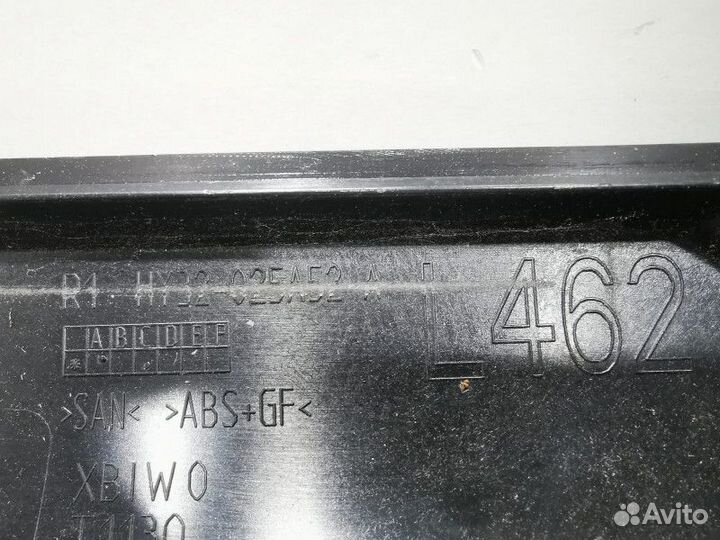 R1- HY32-025A52-A
L462
A B C D E F
>SAN< >ABS+GF<
XBIW0
Avito